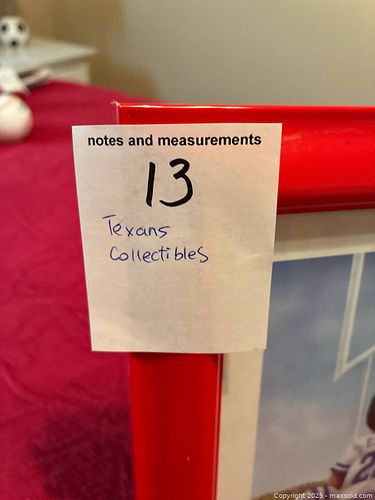 notes and measurements
13
Texans
Collectibles
Copyright 2025 - maxsold.com